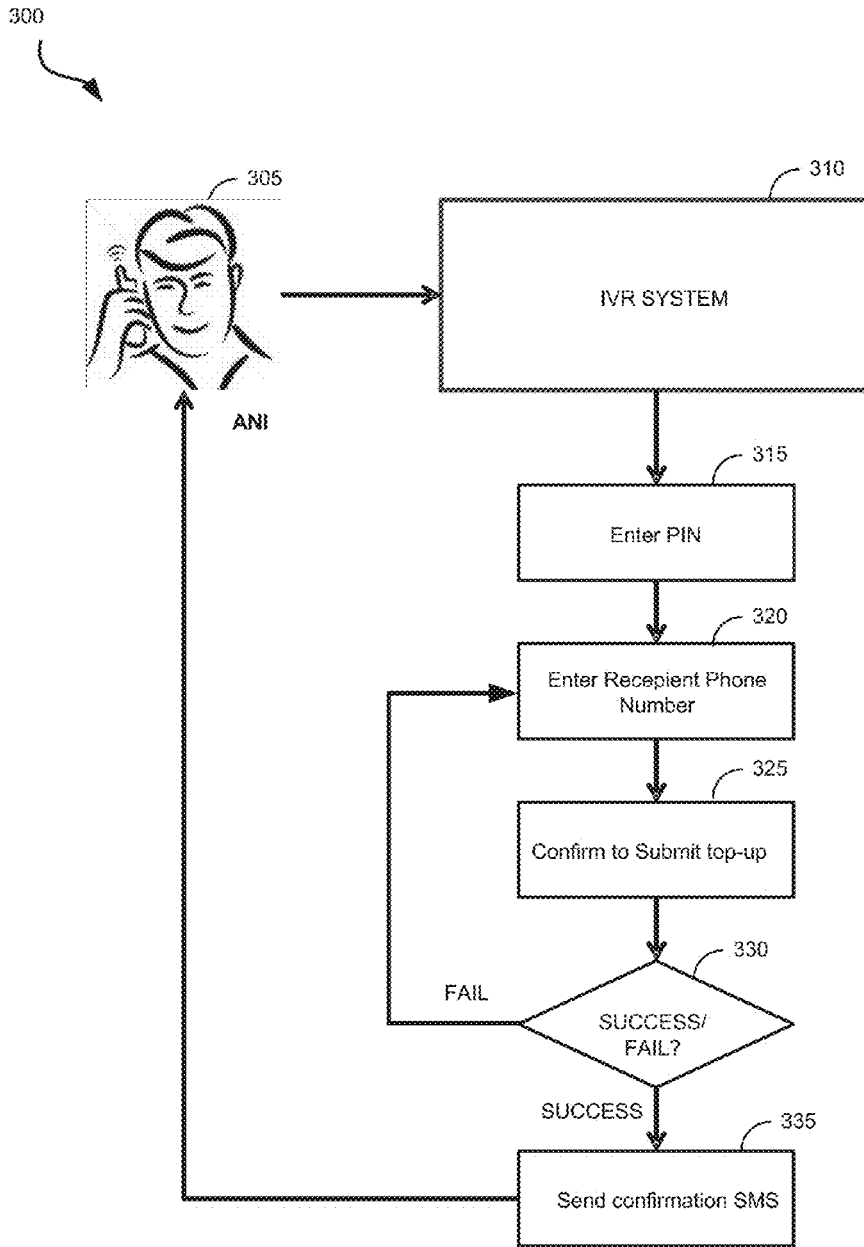 300
305
310
IVR SYSTEM
ANI
315
Enter PIN
320
Enter Recepient Phone
Number
325
Confirm to Submit top-up
330
FAIL
SUCCESS/
FAIL?
SUCCESS
335
Send confirmation SMS